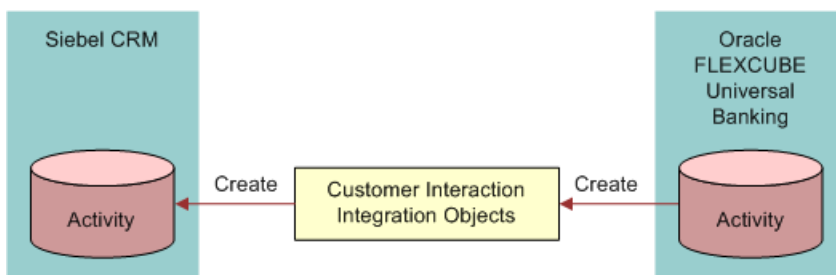 Siebel CRM
Activity
Create
Customer Interaction
Integration Objects
Create
Oracle
FLEXCUBE
Universal
Banking
Activity